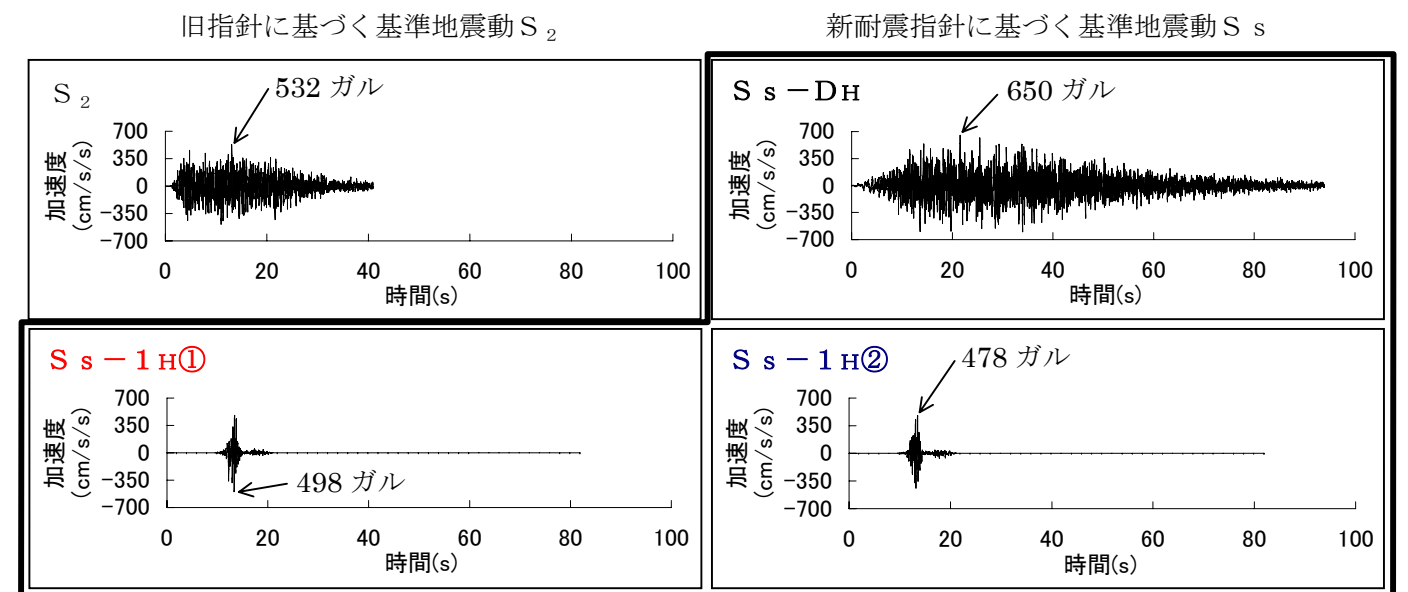 旧指針に基づく基準地震動Ｓ₂
新耐震指針に基づく基準地震動Ｓｓ
Ｓ₂
532 ガル
加速度
(cm/s/s)
700
350
0
-350
-700
0 20 40 60 80 100
時間(s)
Ｓｓ－ＤH
650 ガル
加速度
(cm/s/s)
700
350
0
-350
-700
0 20 40 60 80 100
時間(s)
Ｓｓ－１H①
498 ガル
加速度
(cm/s/s)
700
350
0
-350
-700
0 20 40 60 80 100
時間(s)
Ｓｓ－１H②
478 ガル
加速度
(cm/s/s)
700
350
0
-350
-700
0 20 40 60 80 100
時間(s)